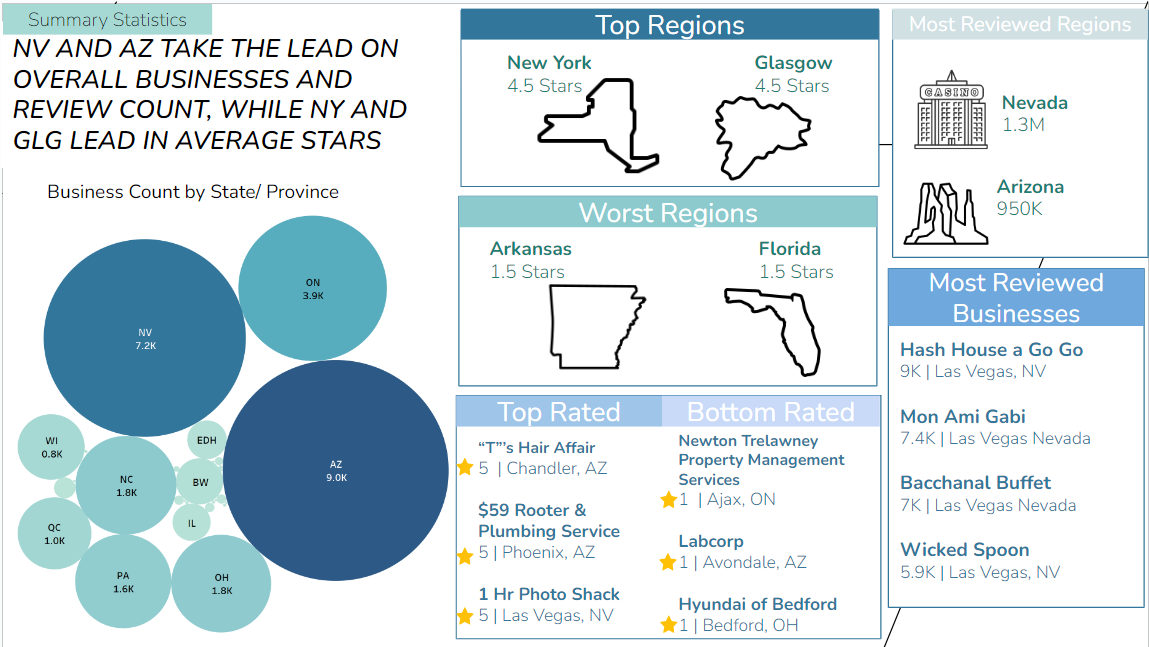 Summary Statistics
NV AND AZ TAKE THE LEAD ON
OVERALL BUSINESSES AND
REVIEW COUNT, WHILE NY AND
GLG LEAD IN AVERAGE STARS
Business Count by State/ Province
NV
7.2K
ON
3.9K
AZ
9.0K
WI
0.8K
EDH
NC
1.8K
BW
QC
1.0K
IL
PA
1.6K
OH
1.8K
Top Regions
New York
4.5 Stars
Glasgow
4.5 Stars
Worst Regions
Arkansas
1.5 Stars
Florida
1.5 Stars
Top Rated
“T”’s Hair Affair
5 | Chandler, AZ
$59 Rooter &
Plumbing Service
5 | Phoenix, AZ
1 Hr Photo Shack
5 | Las Vegas, NV
Bottom Rated
Newton Trelawney
Property Management
Services
1 | Ajax, ON
Labcorp
1 | Avondale, AZ
Hyundai of Bedford
1 | Bedford, OH
Most Reviewed Regions
CASINO
Nevada
1.3M
Arizona
950K
Most Reviewed
Businesses
Hash House a Go Go
9K | Las Vegas, NV
Mon Ami Gabi
7.4K | Las Vegas Nevada
Bacchanal Buffet
7K | Las Vegas Nevada
Wicked Spoon
5.9K | Las Vegas, NV